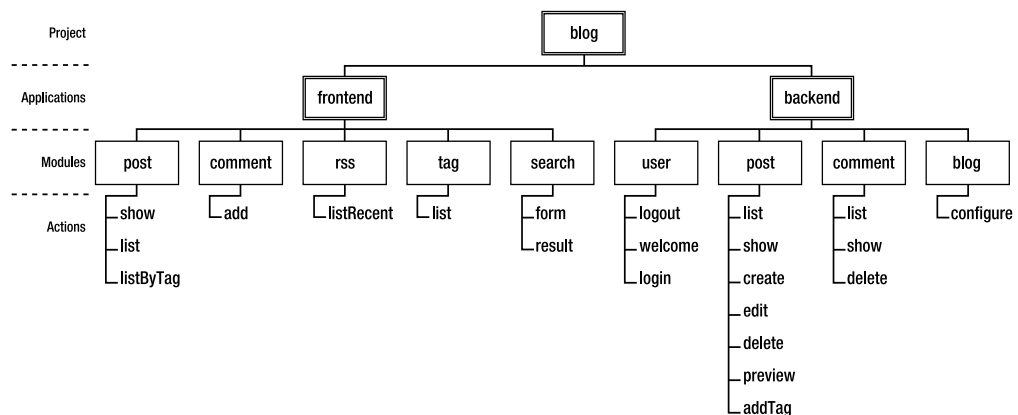 Project
blog
Applications
frontend
backend
Modules
post
comment
rss
tag
search
user
post
comment
blog
Actions
show
list
listByTag
add
listRecent
list
form
result
logout
welcome
login
list
show
create
edit
delete
preview
addTag
list
show
delete
configure